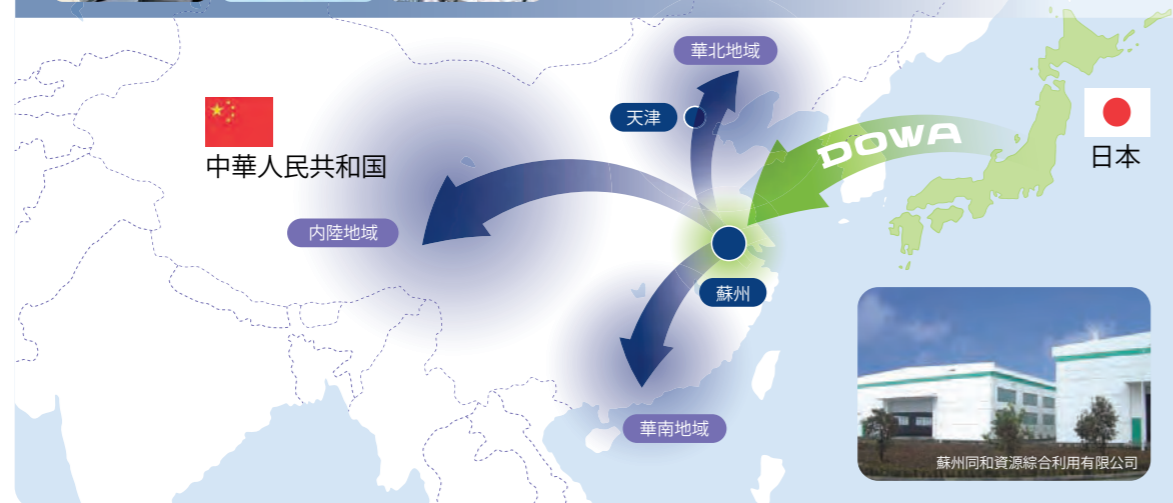 華北地域
天津
DOWA
日本
中華人民共和国
内陸地域
蘇州
華南地域
蘇州同和資源綜合利用有限公司